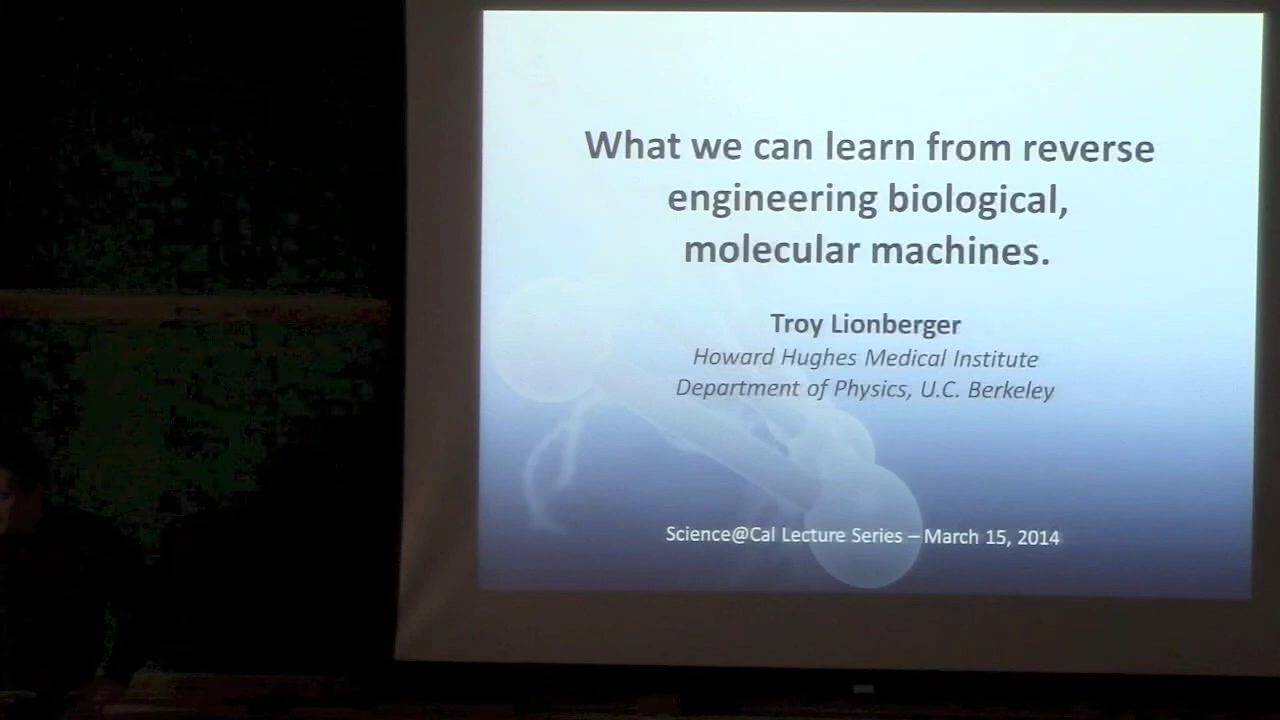 What we can learn from reverse
engineering biological,
molecular machines.
Troy Lionberger
Howard Hughes Medical Institute
Department of Physics, U.C. Berkeley
Science@Cal Lecture Series – March 15, 2014